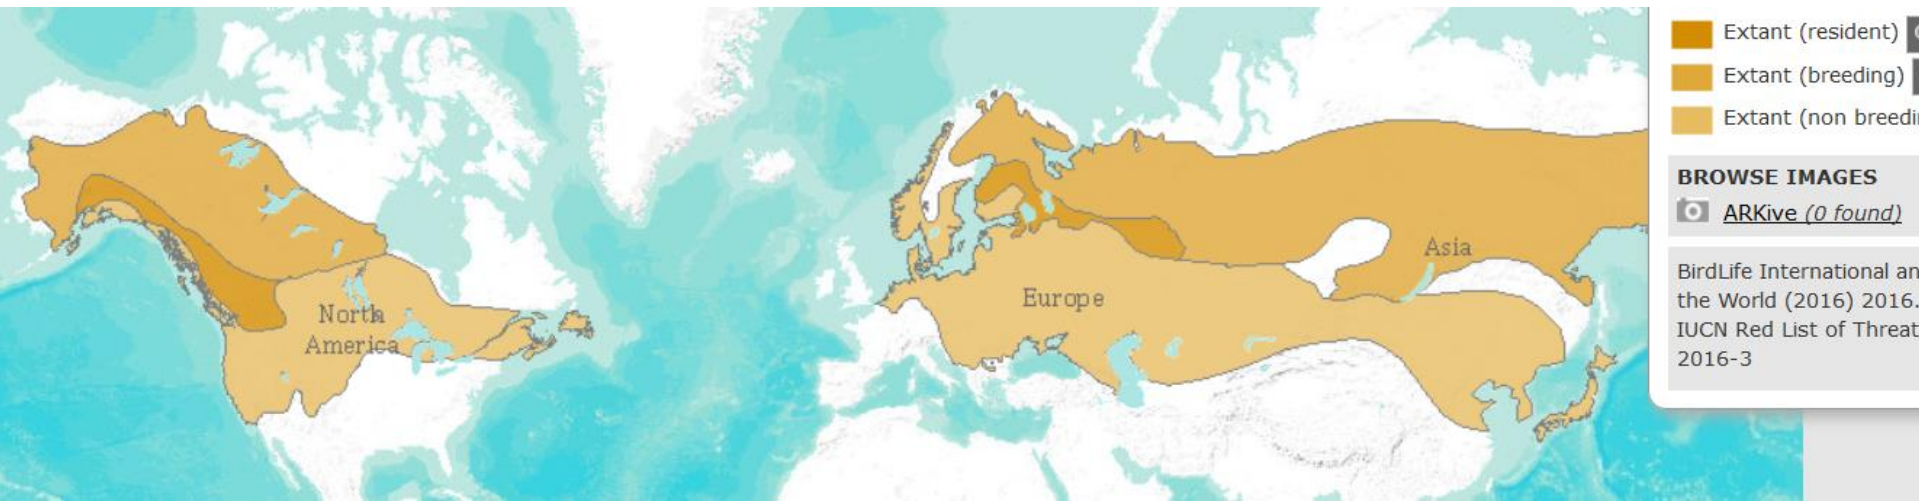 North
America
Europe
Asia
Extant (resident)
Extant (breeding)
Extant (non breedi
BROWSE IMAGES
ARKive (0 found)
BirdLife International an
the World (2016) 2016.
IUCN Red List of Threat
2016-3